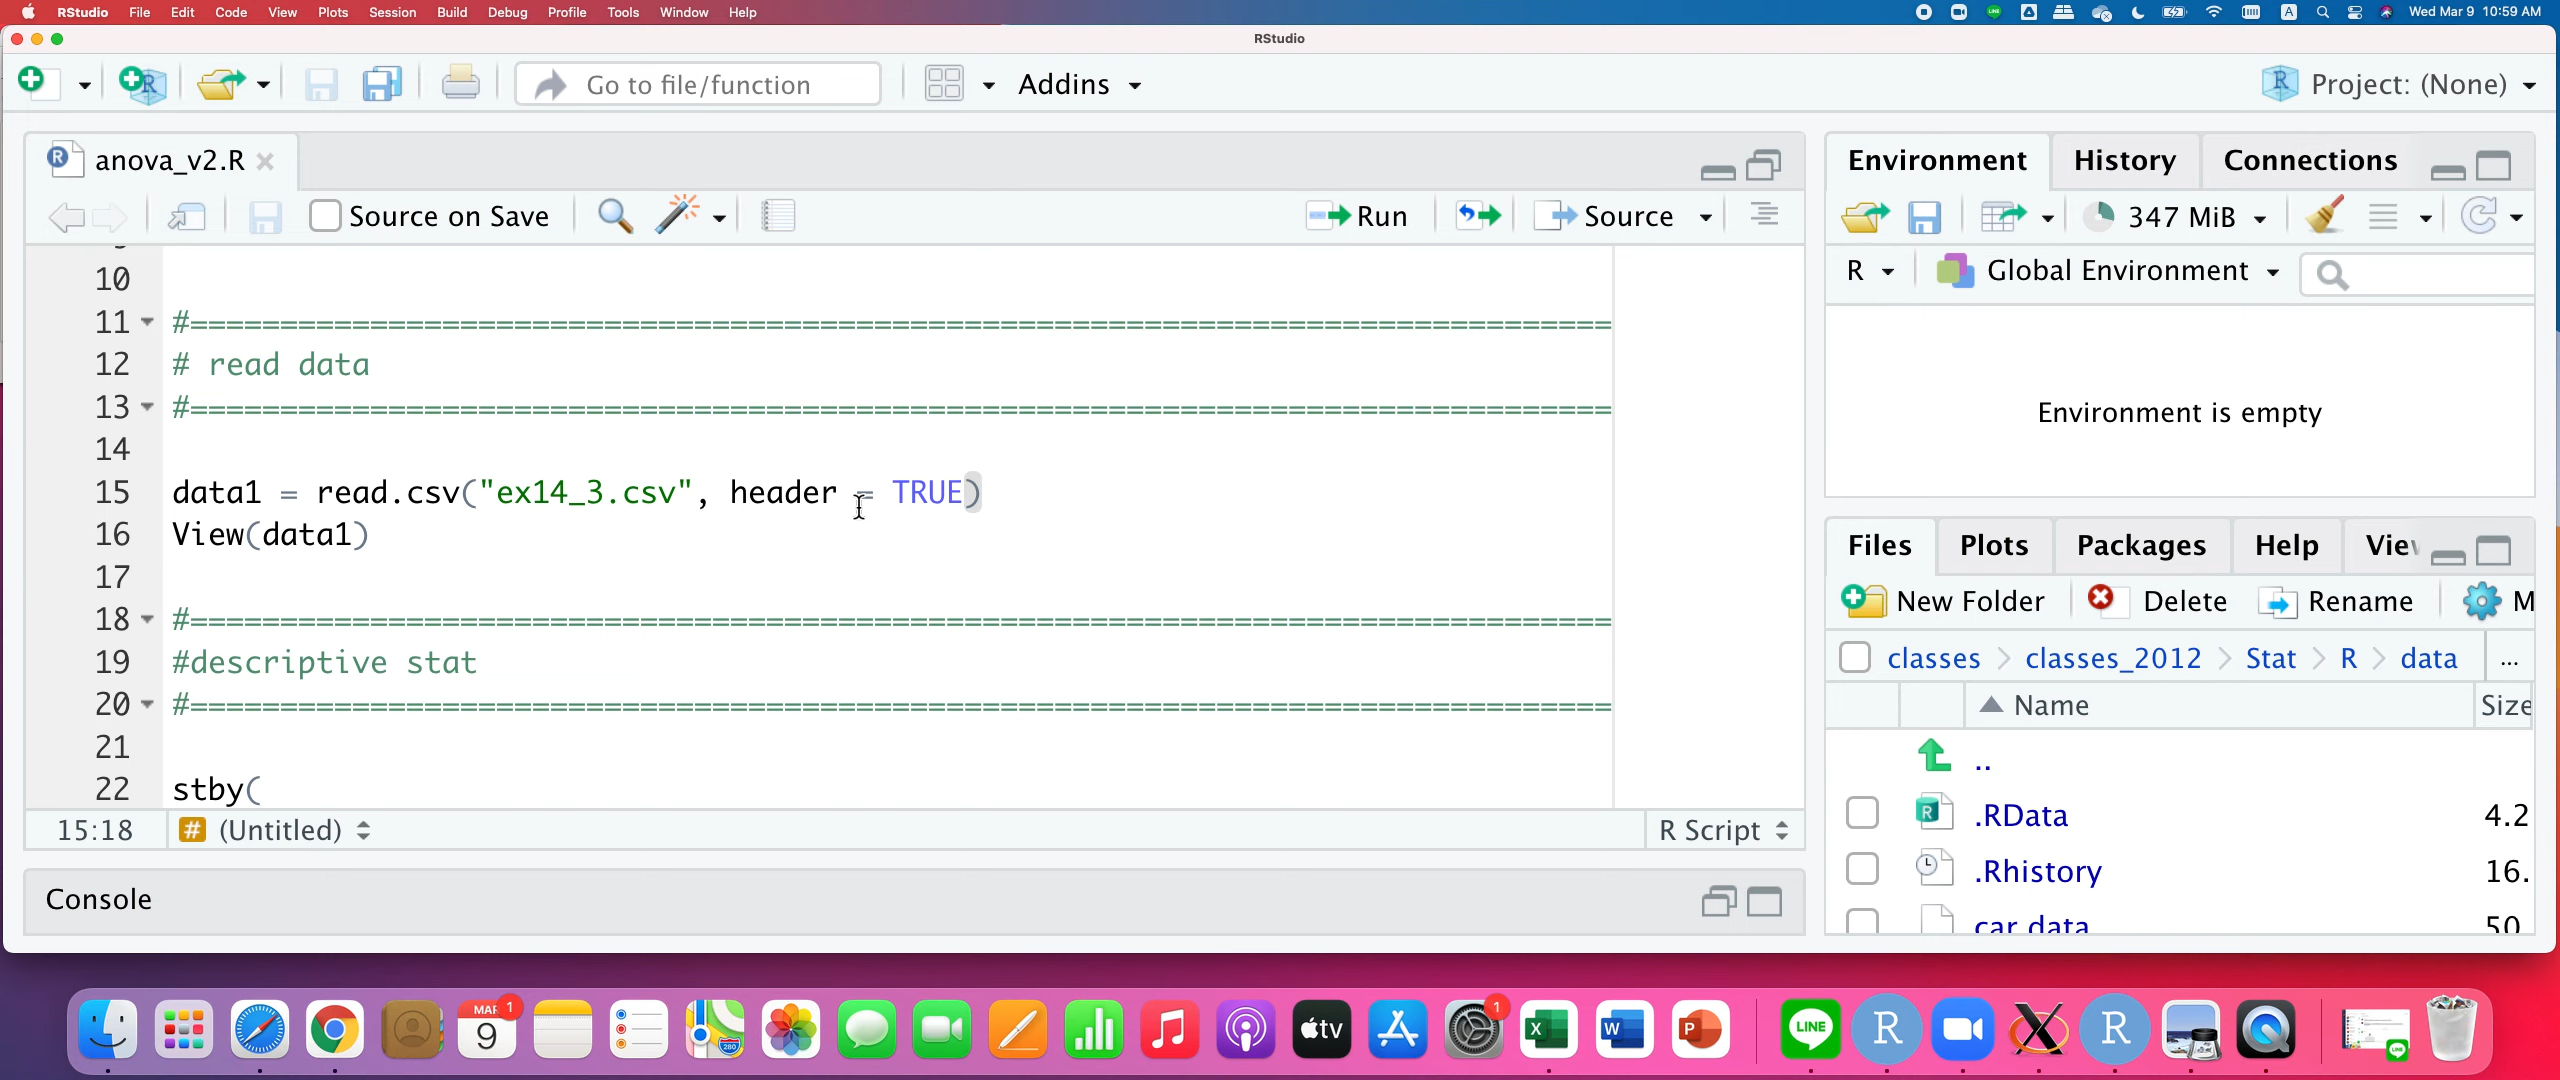 RStudio File Edit Code View Plots Session Build Debug Profile Tools Window Help Wed Mar 9 10:59 AM
RStudio
Go to file/function Addins Project: (None)
anova_v2.R
Source on Save Run Source
10
11 #===============================================================================
12 # read data
13 #===============================================================================
14
15 data1 = read.csv("ex14_3.csv", header = TRUE)
16 View(data1)
17
18 #===============================================================================
19 #descriptive stat
20 #===============================================================================
21
22 stby(
15:18 # (Untitled) R Script
Console
Environment History Connections
347 MiB
R Global Environment
Environment is empty
Files Plots Packages Help
New Folder Delete Rename M
classes classes_2012 Stat R data ...
Name Size
..
.RData 4.2
.Rhistory 16.
car data 50
MAR 9 1
280
tv
1
X
W
P
LINE
R
R